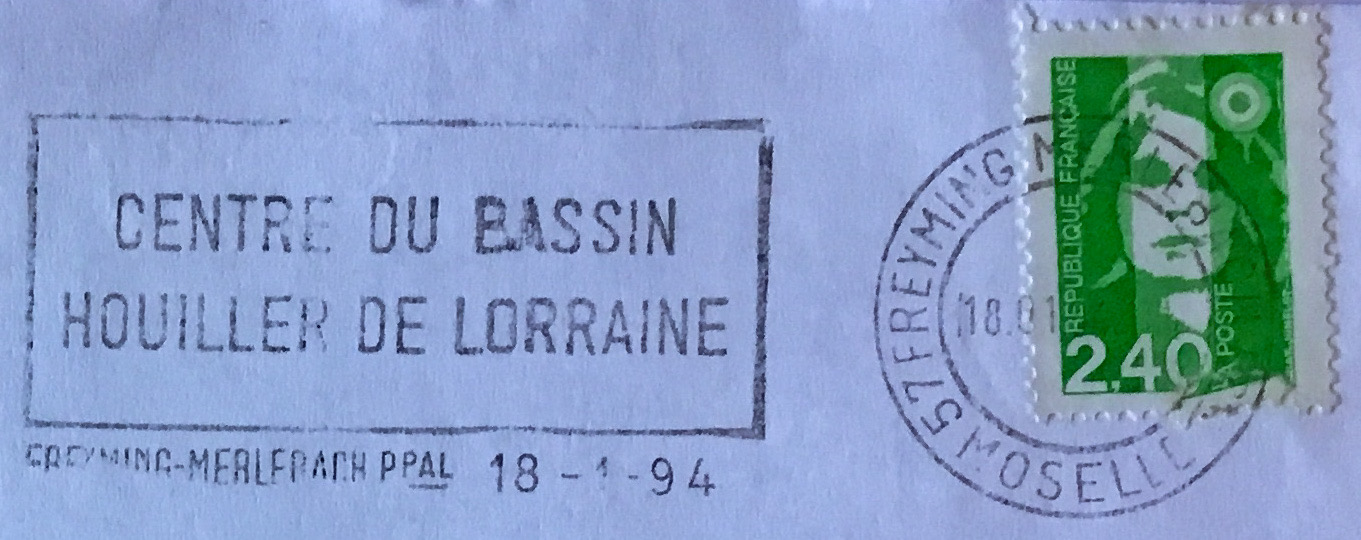 CENTRE DU BASSIN
HOUILLER DE LORRAINE
FREYMING-MERLEBACH PPAL 18-1-94
57 FREYMING
MOSELLE
18.01
REPUBLIQUE FRANÇAISE
2,40
LA POSTE